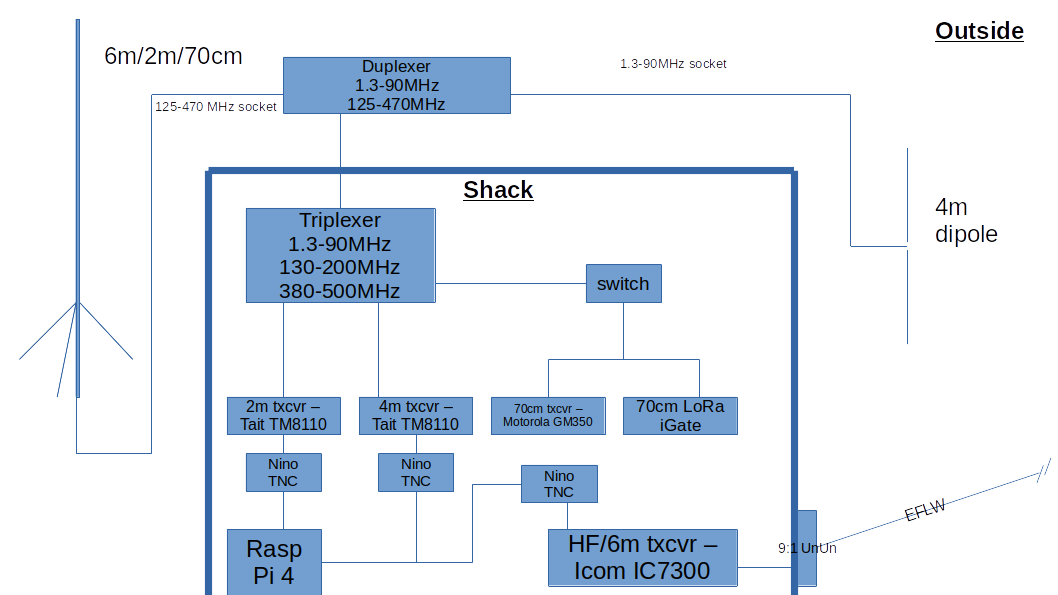 Outside
6m/2m/70cm
Duplexer
1.3-90MHz
125-470MHz
1.3-90MHz socket
125-470 MHz socket
Shack
4m
dipole
Triplexer
1.3-90MHz
130-200MHz
380-500MHz
switch
2m txcvr –
Tait TM8110
4m txcvr –
Tait TM8110
70cm txcvr –
Motorola GM350
70cm LoRa
iGate
Nino
TNC
Nino
TNC
Nino
TNC
EFLW
Rasp
Pi 4
HF/6m txcvr –
Icom IC7300
9:1 UnUn